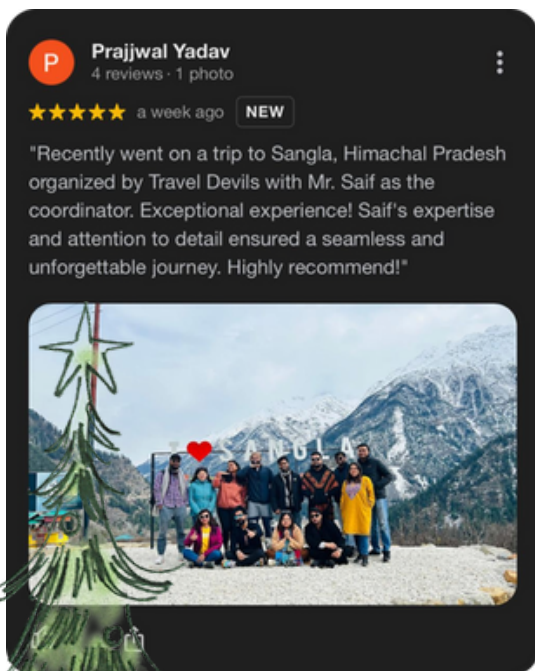 P
Prajjwal Yadav
4 reviews · 1 photo
a week ago NEW
"Recently went on a trip to Sangla, Himachal Pradesh
organized by Travel Devils with Mr. Saif as the
coordinator. Exceptional experience! Saif's expertise
and attention to detail ensured a seamless and
unforgettable journey. Highly recommend!"
I ❤ SANGLA